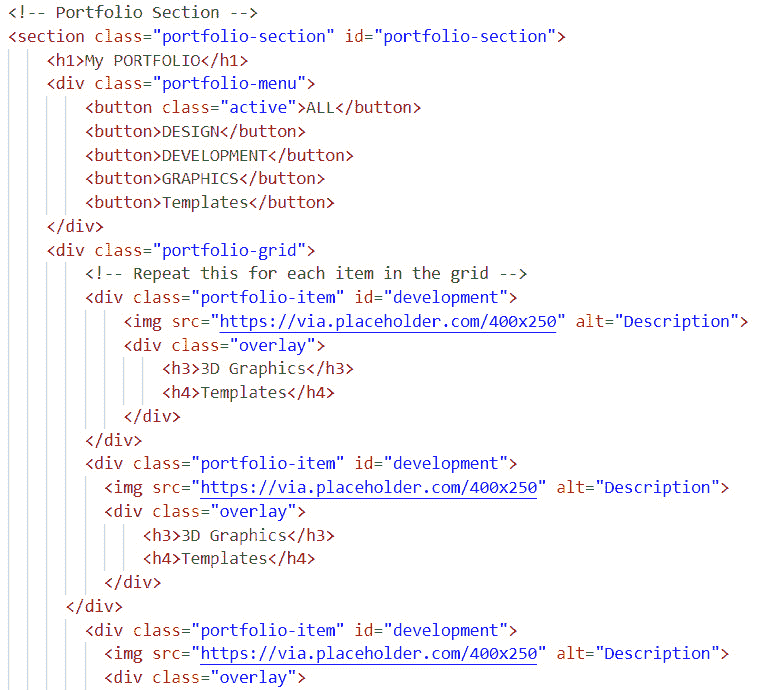 <!-- Portfolio Section -->
<section class="portfolio-section" id="portfolio-section">
<h1>My PORTFOLIO</h1>
<div class="portfolio-menu">
<button class="active">ALL</button>
<button>DESIGN</button>
<button>DEVELOPMENT</button>
<button>GRAPHICS</button>
<button>Templates</button>
</div>
<div class="portfolio-grid">
<!-- Repeat this for each item in the grid -->
<div class="portfolio-item" id="development">
<img src="https://via.placeholder.com/400x250" alt="Description">
<div class="overlay">
<h3>3D Graphics</h3>
<h4>Templates</h4>
</div>
</div>
<div class="portfolio-item" id="development">
<img src="https://via.placeholder.com/400x250" alt="Description">
<div class="overlay">
<h3>3D Graphics</h3>
<h4>Templates</h4>
</div>
</div>
<div class="portfolio-item" id="development">
<img src="https://via.placeholder.com/400x250" alt="Description">
<div class="overlay">